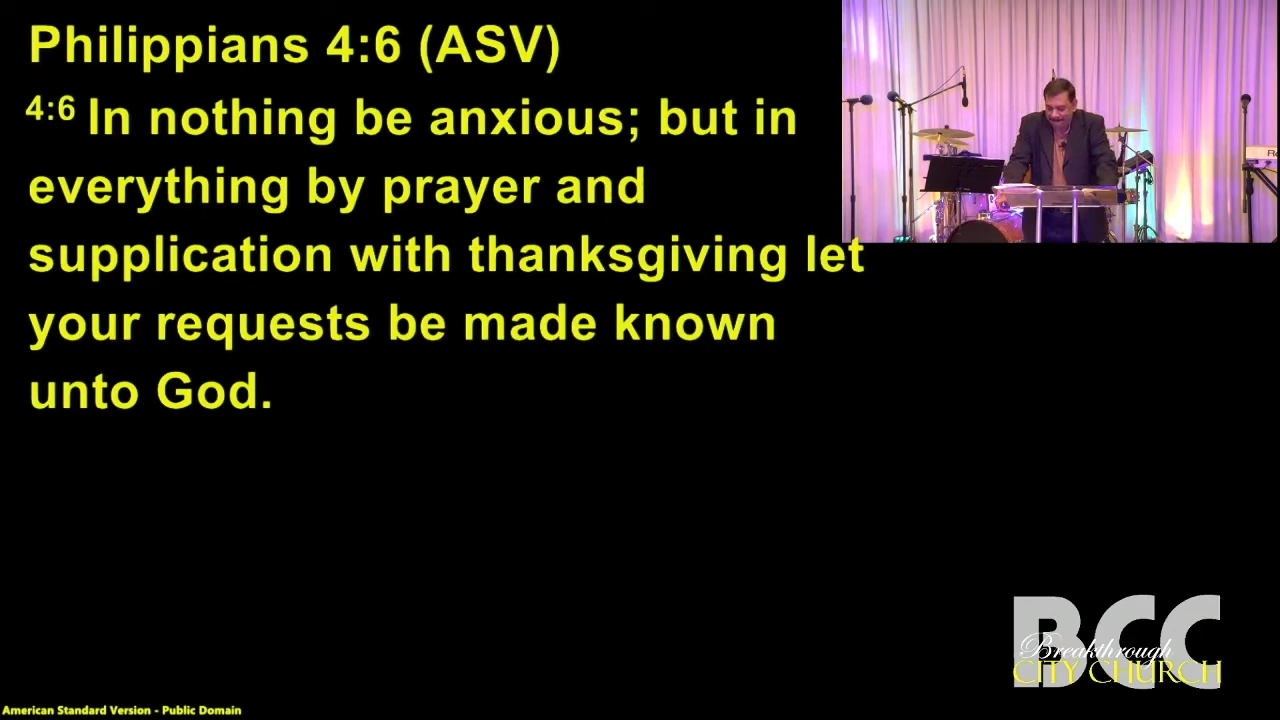 Philippians 4:6 (ASV)
4:6 In nothing be anxious; but in
everything by prayer and
supplication with thanksgiving let
your requests be made known
unto God.
BCC
Breakthrough
CITY CHURCH
American Standard Version - Public Domain